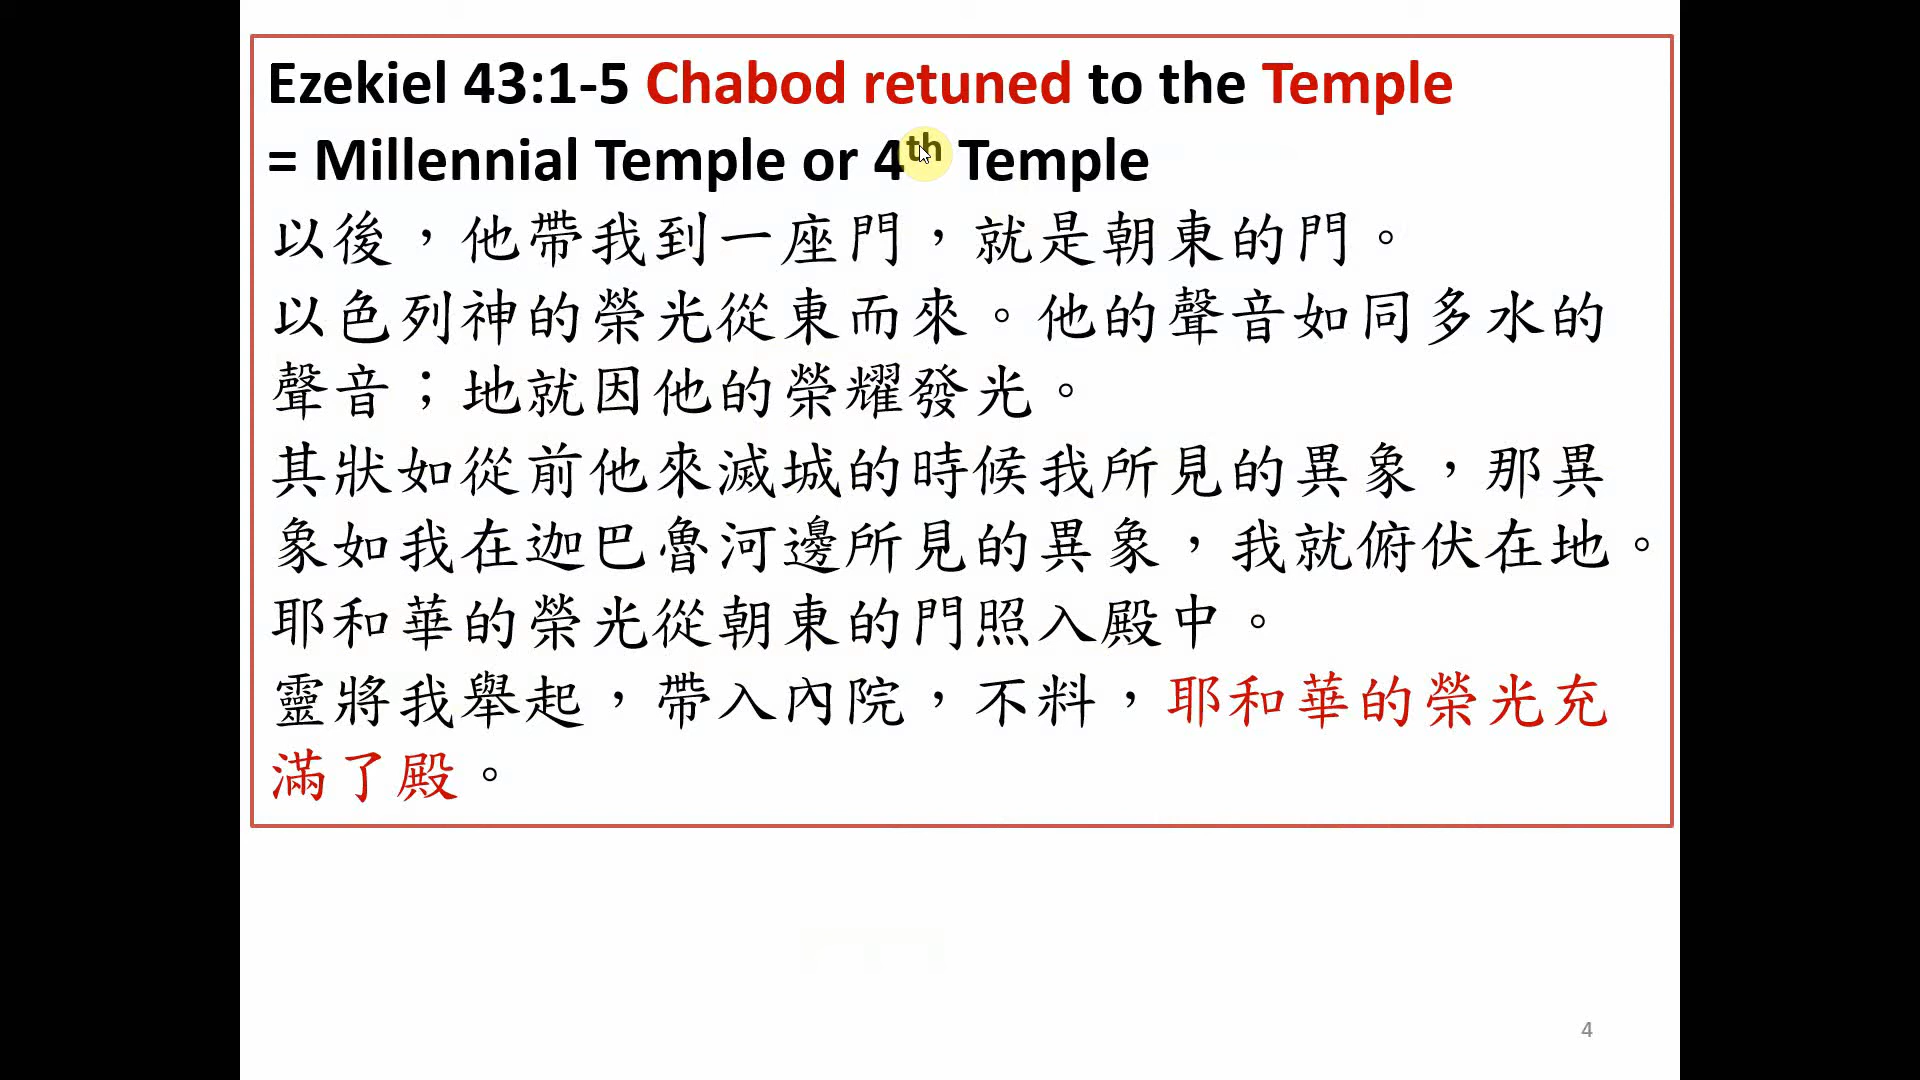 Ezekiel 43:1-5 Chabod retuned to the Temple
= Millennial Temple or 4th Temple
以後，他帶我到一座門，就是朝東的門。
以色列神的榮光從東而來。他的聲音如同多水的
聲音；地就因他的榮耀發光。
其狀如從前他來滅城的時候我所見的異象，那異
象如我在迦巴魯河邊所見的異象，我就俯伏在地。
耶和華的榮光從朝東的門照入殿中。
靈將我舉起，帶入內院，不料，耶和華的榮光充
滿了殿。
4